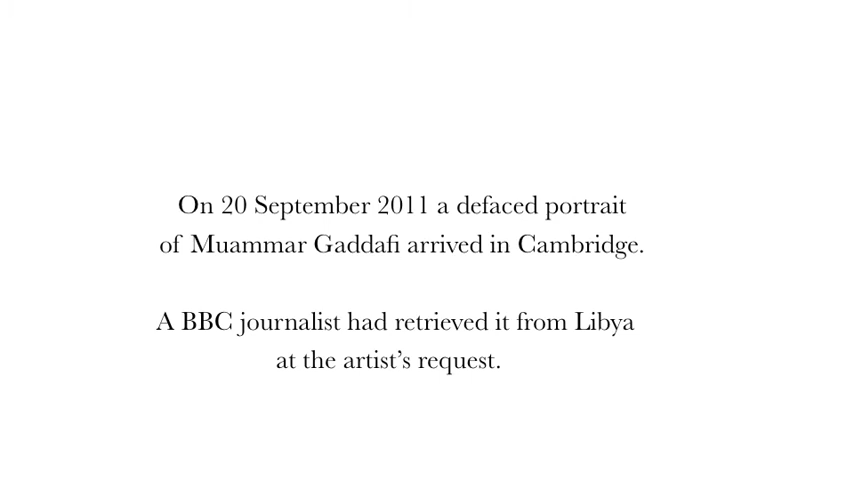 On 20 September 2011 a defaced portrait
of Muammar Gaddafi arrived in Cambridge.
A BBC journalist had retrieved it from Libya
at the artist’s request.